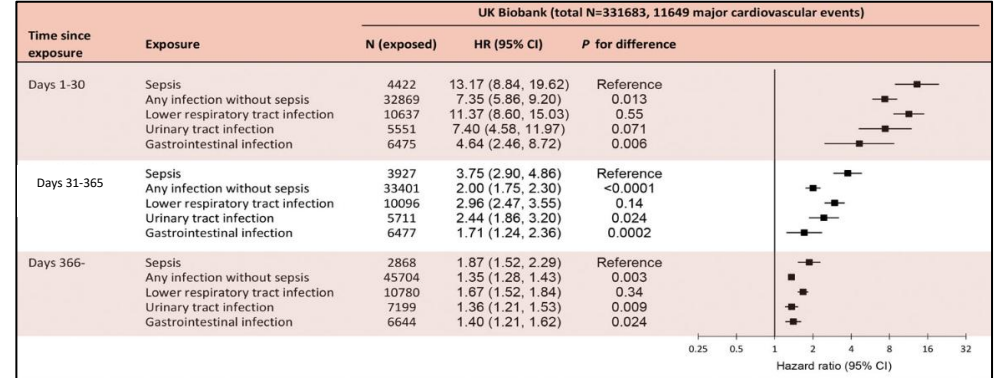 UK Biobank (total N=331683, 11649 major cardiovascular events)
Time since exposure Exposure N (exposed) HR (95% CI) P for difference
Days 1-30 Sepsis 4422 13.17 (8.84, 19.62) Reference
Any infection without sepsis 32869 7.35 (5.86, 9.20) 0.013
Lower respiratory tract infection 10637 11.37 (8.60, 15.03) 0.55
Urinary tract infection 5551 7.40 (4.58, 11.97) 0.071
Gastrointestinal infection 6475 4.64 (2.46, 8.72) 0.006
Days 31-365 Sepsis 3927 3.75 (2.90, 4.86) Reference
Any infection without sepsis 33401 2.00 (1.75, 2.30) <0.0001
Lower respiratory tract infection 10096 2.96 (2.47, 3.55) 0.14
Urinary tract infection 5711 2.44 (1.86, 3.20) 0.024
Gastrointestinal infection 6477 1.71 (1.24, 2.36) 0.0002
Days 366- Sepsis 2868 1.87 (1.52, 2.29) Reference
Any infection without sepsis 45704 1.35 (1.28, 1.43) 0.003
Lower respiratory tract infection 10780 1.67 (1.52, 1.84) 0.34
Urinary tract infection 7199 1.36 (1.21, 1.53) 0.009
Gastrointestinal infection 6644 1.40 (1.21, 1.62) 0.024
0.25 0.5 1 2 4 8 16 32
Hazard ratio (95% CI)